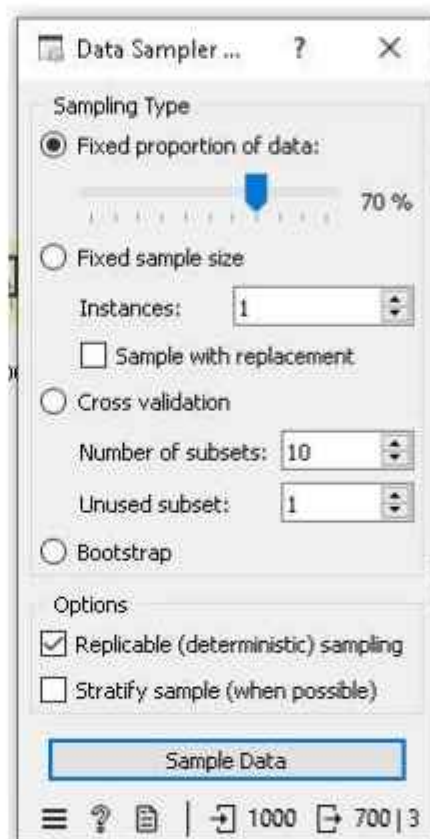 Data Sampler ... ? ×
Sampling Type
Fixed proportion of data:
70 %
Fixed sample size
Instances: 1
Sample with replacement
Cross validation
Number of subsets: 10
Unused subset: 1
Bootstrap
Options
Replicable (deterministic) sampling
Stratify sample (when possible)
Sample Data
? | 1000 700 | 3